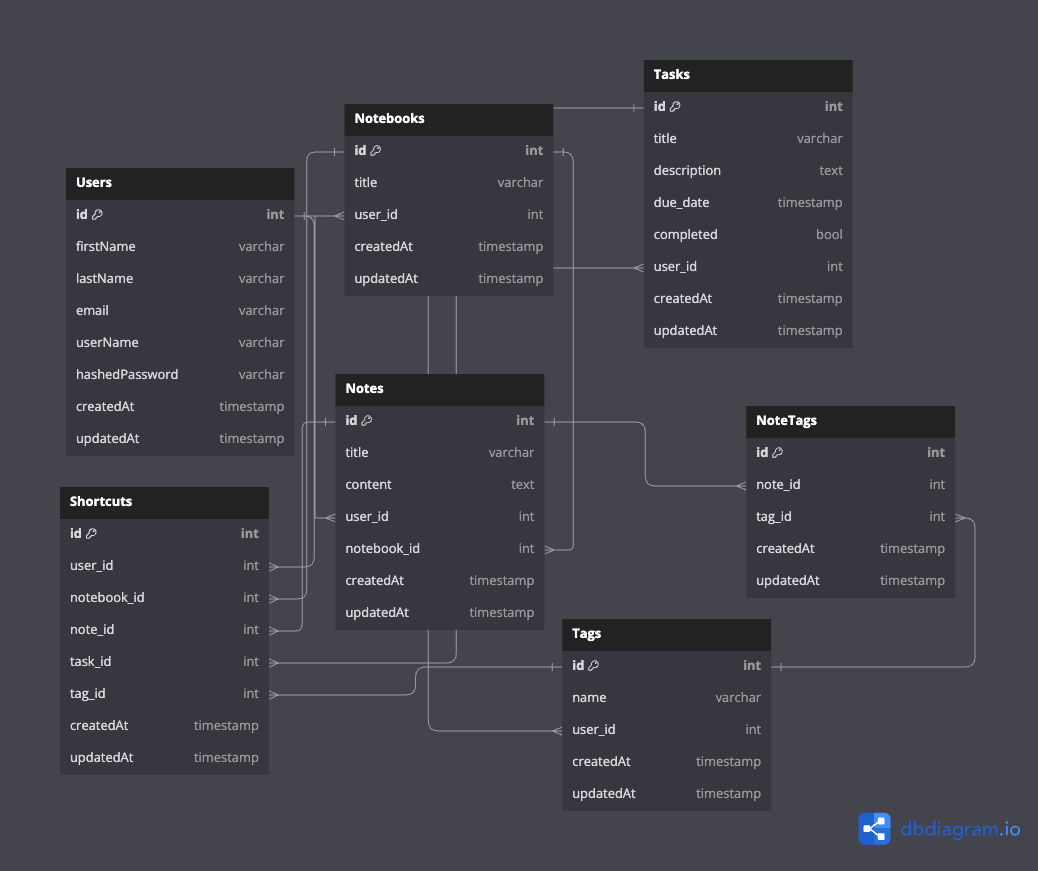 Tasks
id int
title varchar
description text
due_date timestamp
completed bool
user_id int
createdAt timestamp
updatedAt timestamp
Notebooks
id int
title varchar
user_id int
createdAt timestamp
updatedAt timestamp
Users
id int
firstName varchar
lastName varchar
email varchar
userName varchar
hashedPassword varchar
createdAt timestamp
updatedAt timestamp
Notes
id int
title varchar
content text
user_id int
notebook_id int
createdAt timestamp
updatedAt timestamp
NoteTags
id int
note_id int
tag_id int
createdAt timestamp
updatedAt timestamp
Shortcuts
id int
user_id int
notebook_id int
note_id int
task_id int
tag_id int
createdAt timestamp
updatedAt timestamp
Tags
id int
name varchar
user_id int
createdAt timestamp
updatedAt timestamp
dbdiagram.io